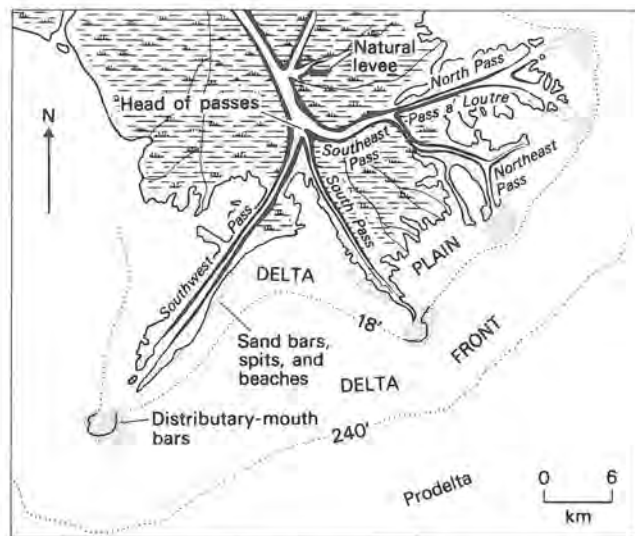 Natural
levee
North Pass
Head of passes
N
Pass a' Loutre
Southeast
Pass
Northeast
Pass
South Pass
Southwest Pass
PLAIN
DELTA
18'
FRONT
Sand bars,
spits, and
beaches
DELTA
Distributary-mouth
bars
240'
Prodelta
0 6
km